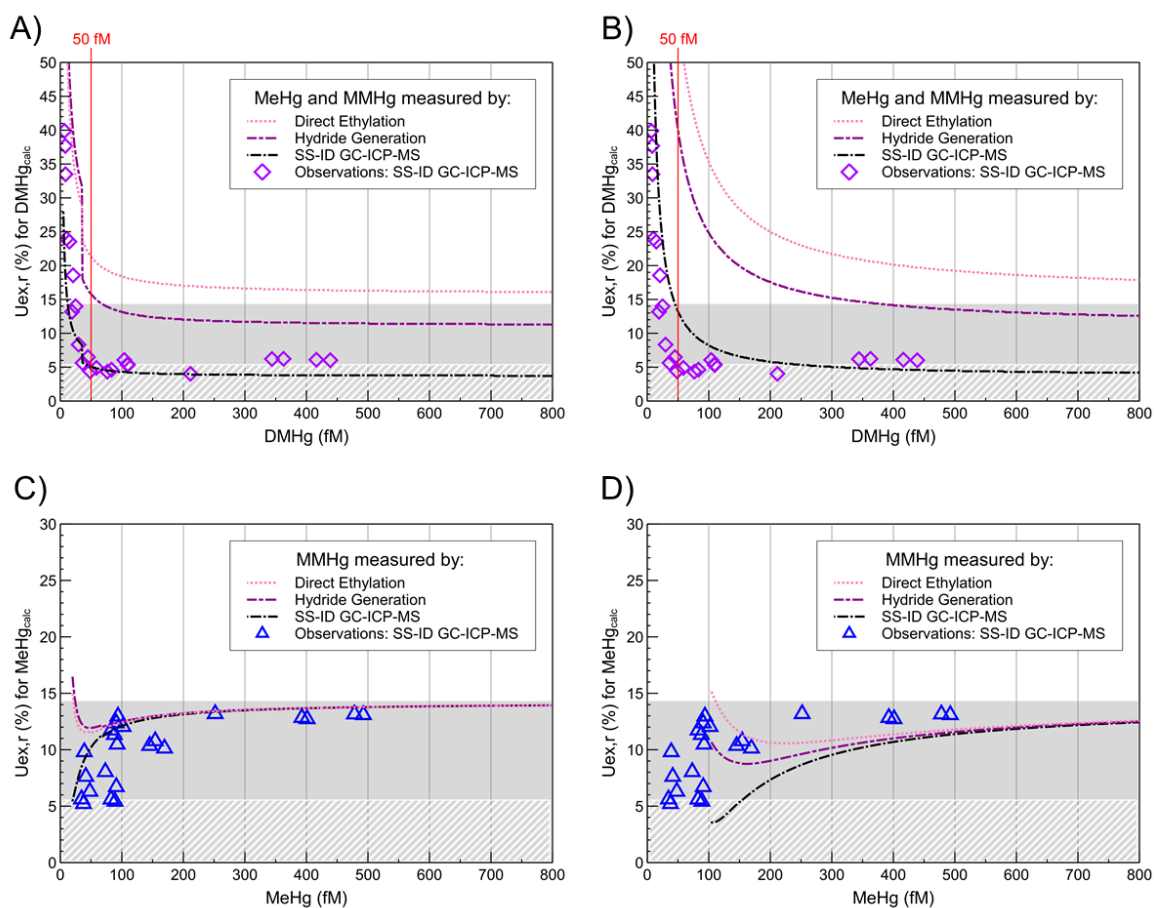 A)
50 fM
Uex,r (%) for DMHgcalc
50
45
40
35
30
25
20
15
10
5
0
MeHg and MMHg measured by:
Direct Ethylation
Hydride Generation
SS-ID GC-ICP-MS
Observations: SS-ID GC-ICP-MS
0 100 200 300 400 500 600 700 800
DMHg (fM)
B)
50 fM
Uex,r (%) for DMHgcalc
50
45
40
35
30
25
20
15
10
5
0
MeHg and MMHg measured by:
Direct Ethylation
Hydride Generation
SS-ID GC-ICP-MS
Observations: SS-ID GC-ICP-MS
0 100 200 300 400 500 600 700 800
DMHg (fM)
C)
Uex,r (%) for MeHgcalc
30
25
20
15
10
5
0
MMHg measured by:
Direct Ethylation
Hydride Generation
SS-ID GC-ICP-MS
Observations: SS-ID GC-ICP-MS
0 100 200 300 400 500 600 700 800
MeHg (fM)
D)
Uex,r (%) for MeHgcalc
30
25
20
15
10
5
0
MMHg measured by:
Direct Ethylation
Hydride Generation
SS-ID GC-ICP-MS
Observations: SS-ID GC-ICP-MS
0 100 200 300 400 500 600 700 800
MeHg (fM)